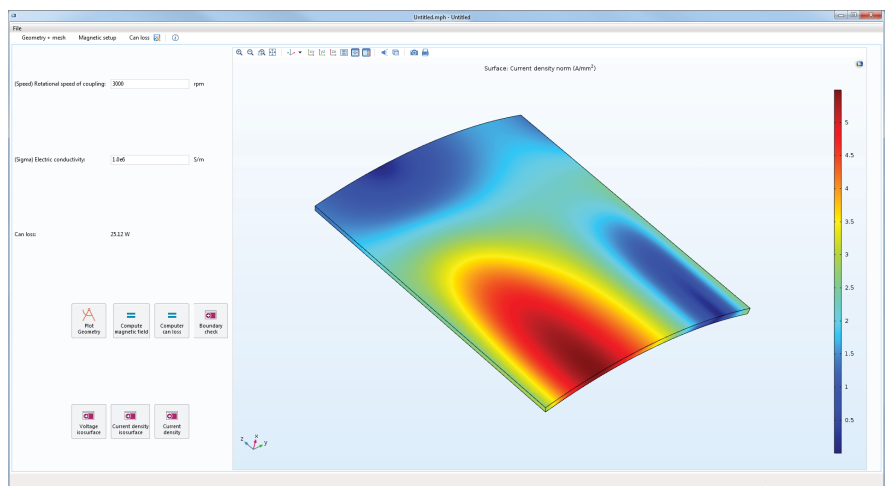 Untitled.mph - Untitled
File
Geometry + mesh Magnetic setup Can loss
Surface: Current density norm (A/mm²)
(Speed) Rotational speed of coupling: 3000 rpm
(Sigma) Electric conductivity: 1.0e6 S/m
Can loss: 25.12 W
Plot Geometry
Compute magnetic field
Computer can loss
Boundary check
Voltage isosurface
Current density isosurface
Current density
5
4.5
4
3.5
3
2.5
2
1.5
1
0.5
z x y